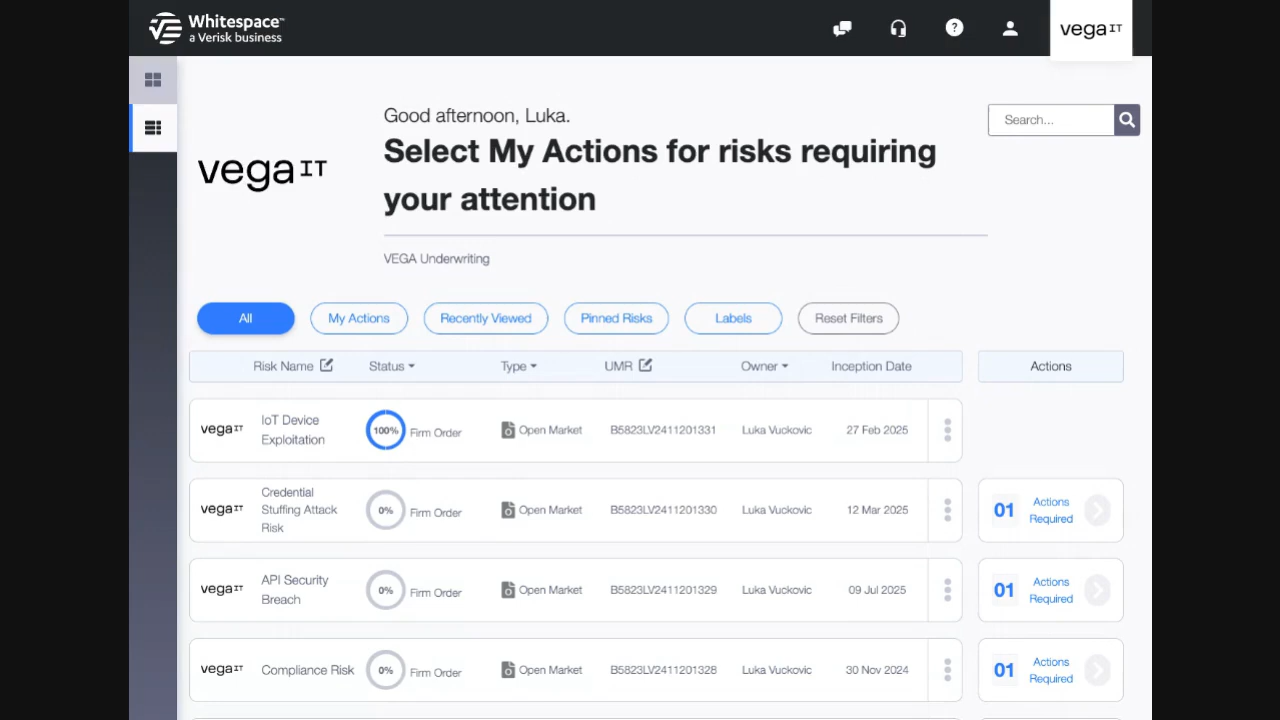 Whitespace™
a Verisk business
?
vega IT
Good afternoon, Luka.
Search...
Select My Actions for risks requiring
your attention
vega IT
VEGA Underwriting
All
My Actions
Recently Viewed
Pinned Risks
Labels
Reset Filters
Risk Name
Status
Type
UMR
Owner
Inception Date
Actions
vega IT
IoT Device
Exploitation
100%
Firm Order
Open Market
B5823LV2411201331
Luka Vuckovic
27 Feb 2025
vega IT
Credential
Stuffing Attack
Risk
0%
Firm Order
Open Market
B5823LV2411201330
Luka Vuckovic
12 Mar 2025
01
Actions
Required
vega IT
API Security
Breach
0%
Firm Order
Open Market
B5823LV2411201329
Luka Vuckovic
09 Jul 2025
01
Actions
Required
vega IT
Compliance Risk
0%
Firm Order
Open Market
B5823LV2411201328
Luka Vuckovic
30 Nov 2024
01
Actions
Required